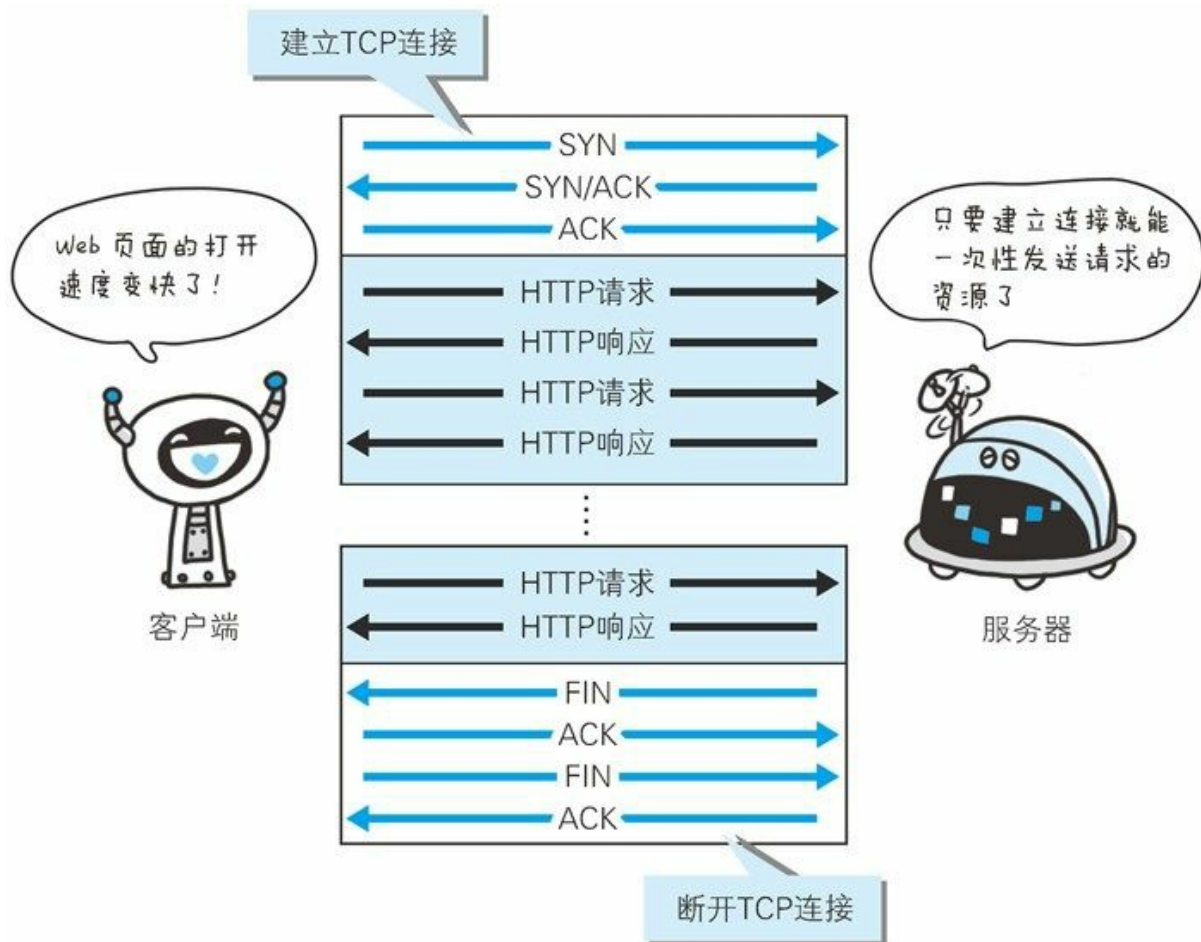 建立TCP连接
SYN
SYN/ACK
ACK
Web 页面的打开
速度变快了!
只要建立连接就能
一次性发送请求的
资源了
HTTP请求
HTTP响应
HTTP请求
HTTP响应
HTTP请求
HTTP响应
客户端
服务器
FIN
ACK
FIN
ACK
断开TCP连接